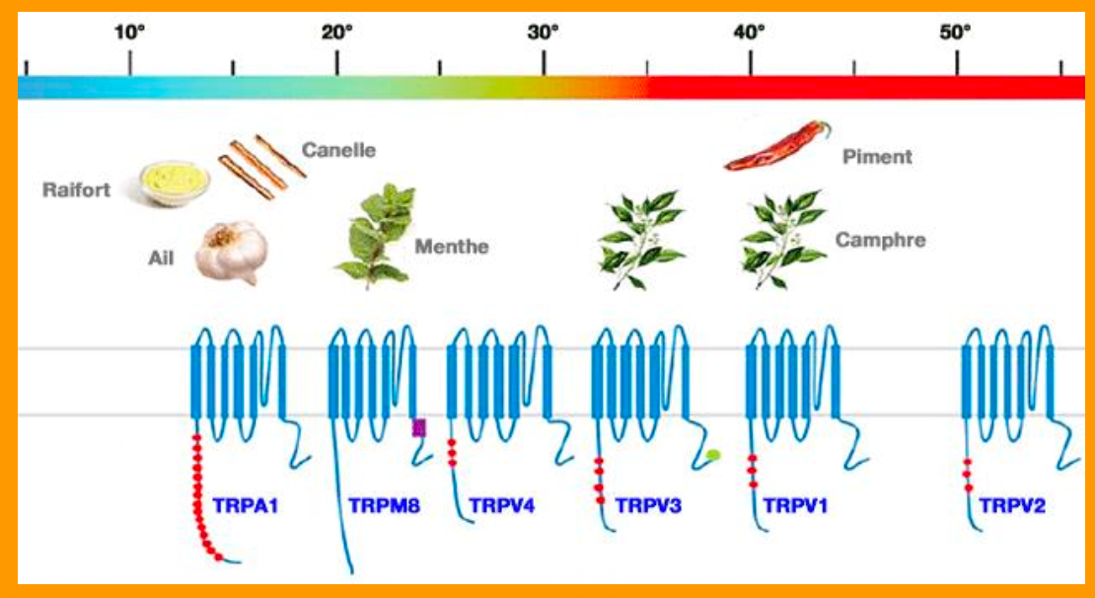 10° 20° 30° 40° 50°
Canelle
Piment
Raifort
Menthe
Camphre
Ail
TRPA1 TRPM8 TRPV4 TRPV3 TRPV1 TRPV2